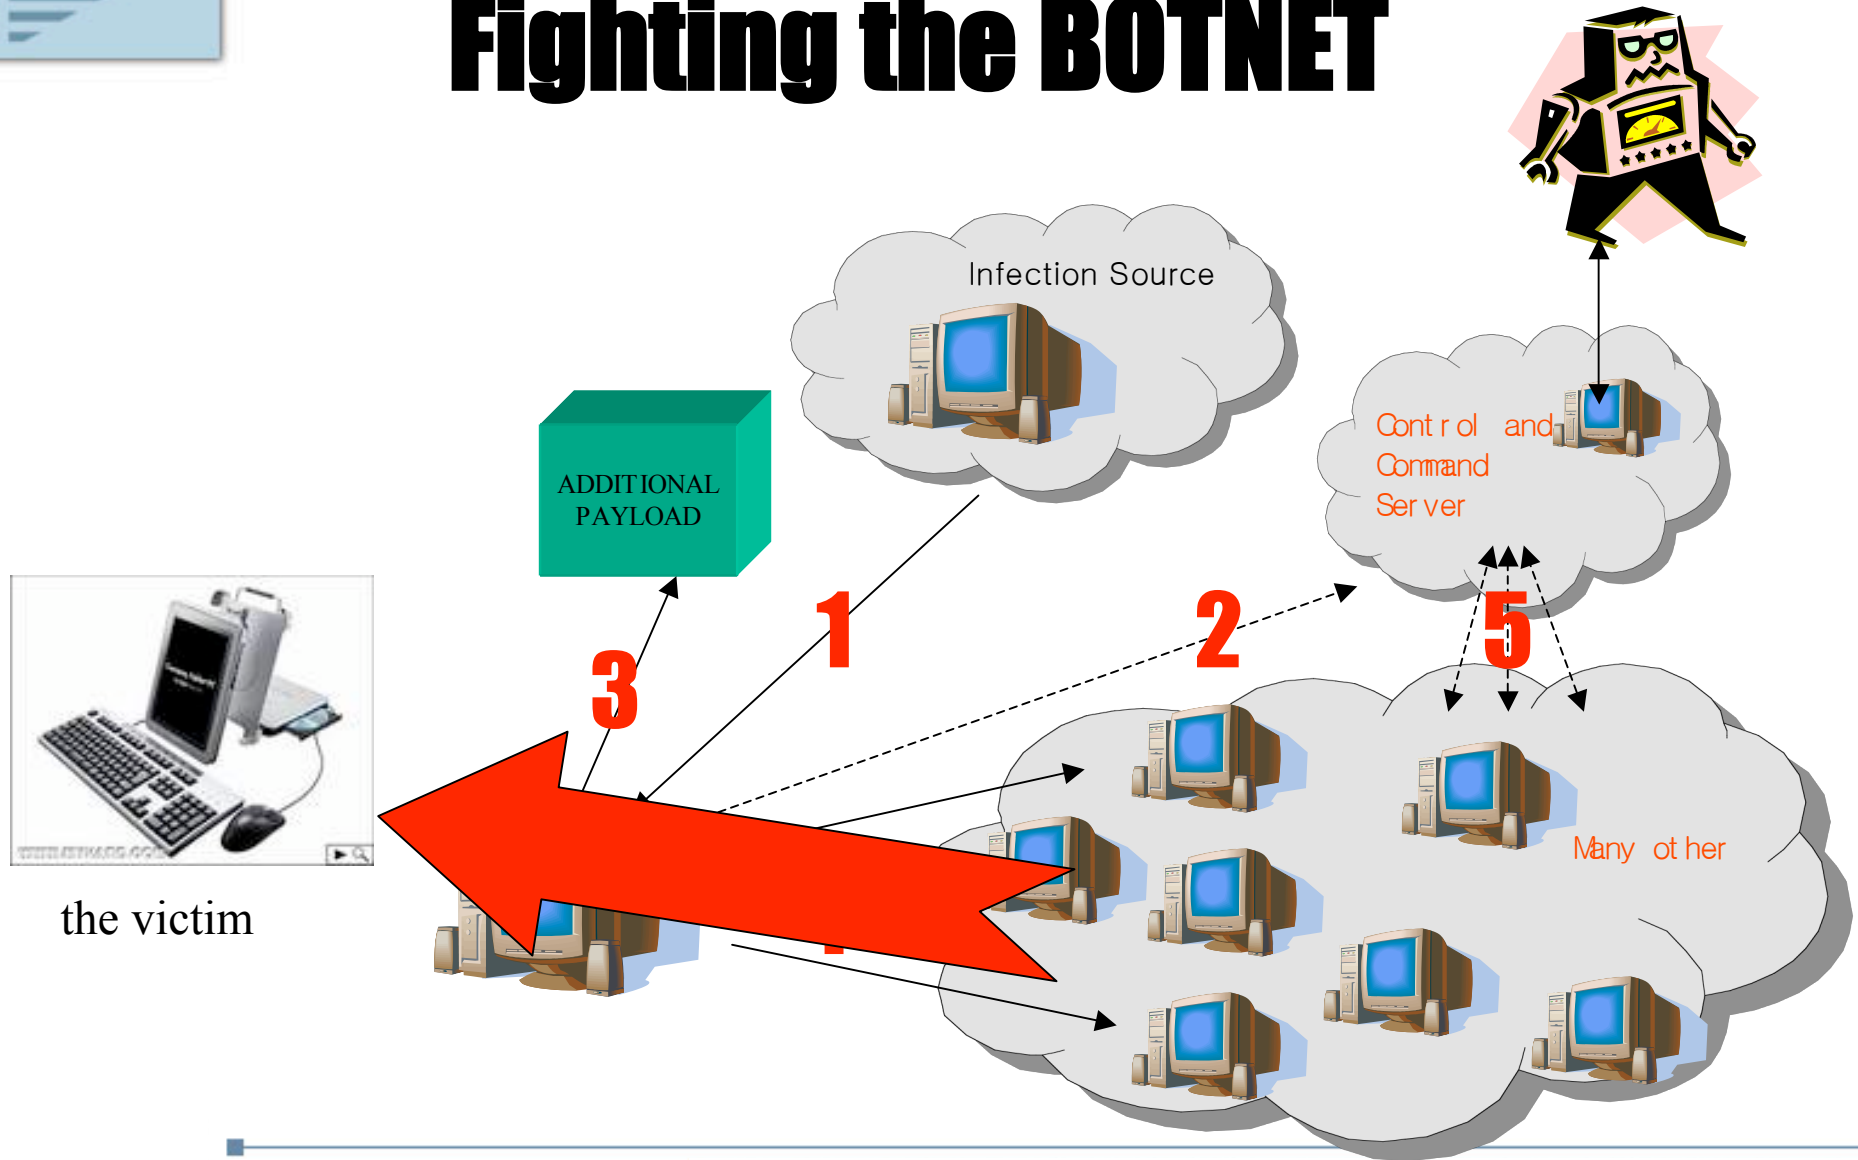 Fighting the BOTNET
Infection Source
Control and
Command
Server
ADDITIONAL
PAYLOAD
1
2
5
3
Many other
the victim